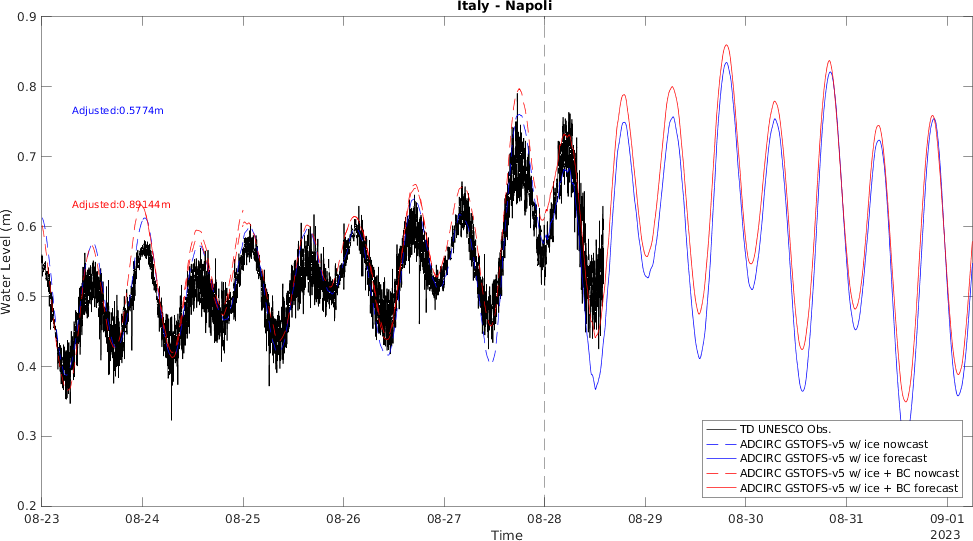 Italy - Napoli
0.9
0.8
0.7
0.6
0.5
0.4
0.3
0.2
Water Level (m)
Adjusted:0.5774m
Adjusted:0.89144m
TD UNESCO Obs.
ADCIRC GSTOFS-v5 w/ ice nowcast
ADCIRC GSTOFS-v5 w/ ice forecast
ADCIRC GSTOFS-v5 w/ ice + BC nowcast
ADCIRC GSTOFS-v5 w/ ice + BC forecast
08-23 08-24 08-25 08-26 08-27 08-28 08-29 08-30 08-31 09-01
2023
Time